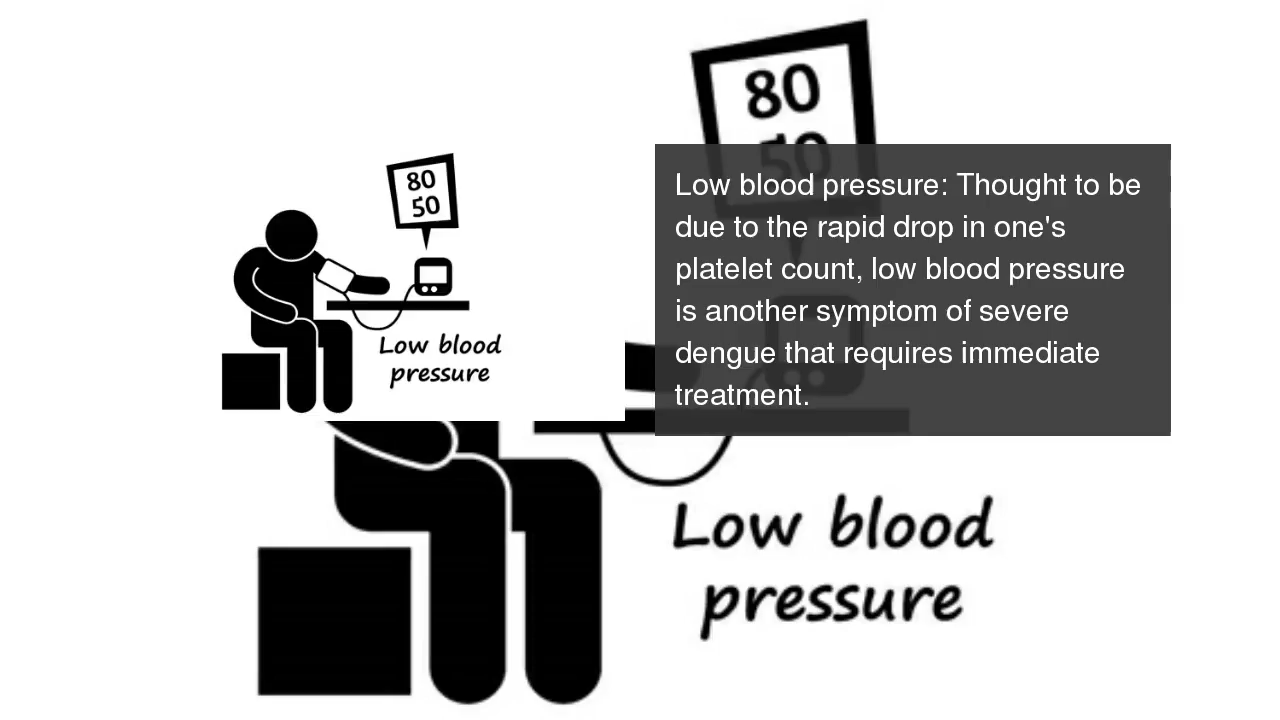 80
50
Low blood
pressure
80
50
Low blood pressure: Thought to be
due to the rapid drop in one's
platelet count, low blood pressure
is another symptom of severe
dengue that requires immediate
treatment.
Low blood
pressure